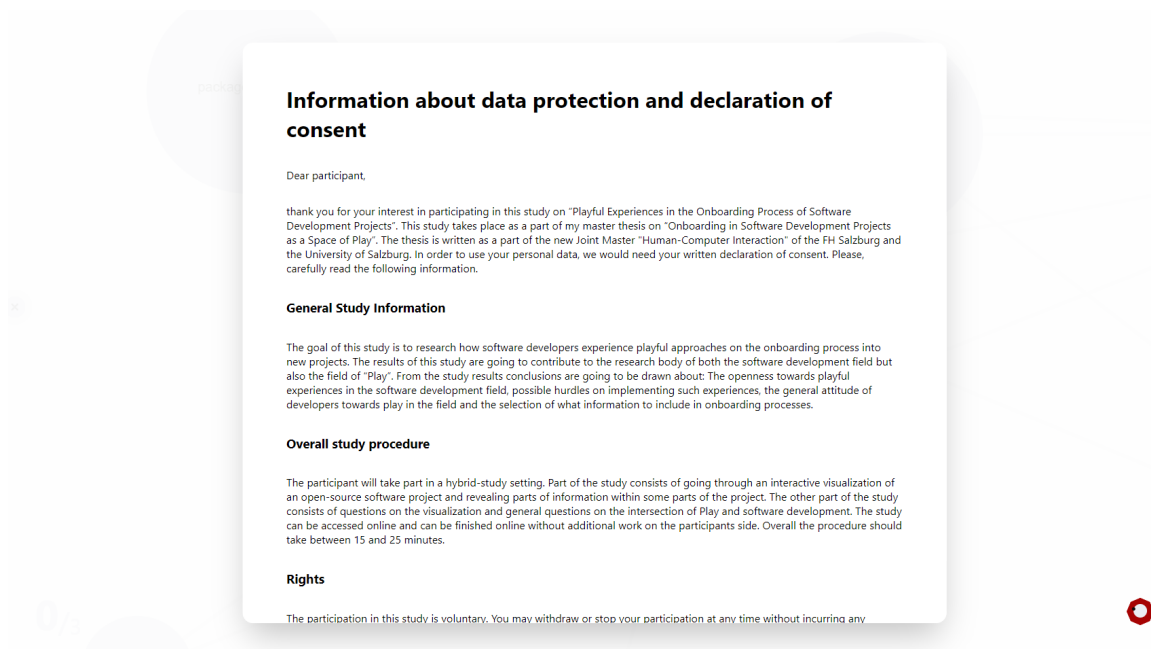 Information about data protection and declaration of
consent
Dear participant,
thank you for your interest in participating in this study on "Playful Experiences in the Onboarding Process of Software
Development Projects". This study takes place as a part of my master thesis on "Onboarding in Software Development Projects
as a Space of Play". The thesis is written as a part of the new Joint Master "Human-Computer Interaction" of the FH Salzburg and
the University of Salzburg. In order to use your personal data, we would need your written declaration of consent. Please,
carefully read the following information.
General Study Information
The goal of this study is to research how software developers experience playful approaches on the onboarding process into
new projects. The results of this study are going to contribute to the research body of both the software development field but
also the field of "Play". From the study results conclusions are going to be drawn about: The openness towards playful
experiences in the software development field, possible hurdles on implementing such experiences, the general attitude of
developers towards play in the field and the selection of what information to include in onboarding processes.
Overall study procedure
The participant will take part in a hybrid-study setting. Part of the study consists of going through an interactive visualization of
an open-source software project and revealing parts of information within some parts of the project. The other part of the study
consists of questions on the visualization and general questions on the intersection of Play and software development. The study
can be accessed online and can be finished online without additional work on the participants side. Overall the procedure should
take between 15 and 25 minutes.
Rights
The participation in this study is voluntary. You may withdraw or stop your participation at any time without incurring any